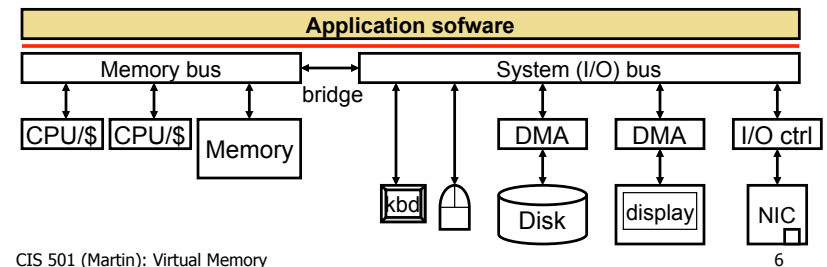 Application sofware
Memory bus
System (I/O) bus
bridge
CPU/$ CPU/$ Memory
DMA DMA I/O ctrl
kbd
Disk
display
NIC
CIS 501 (Martin): Virtual Memory 6